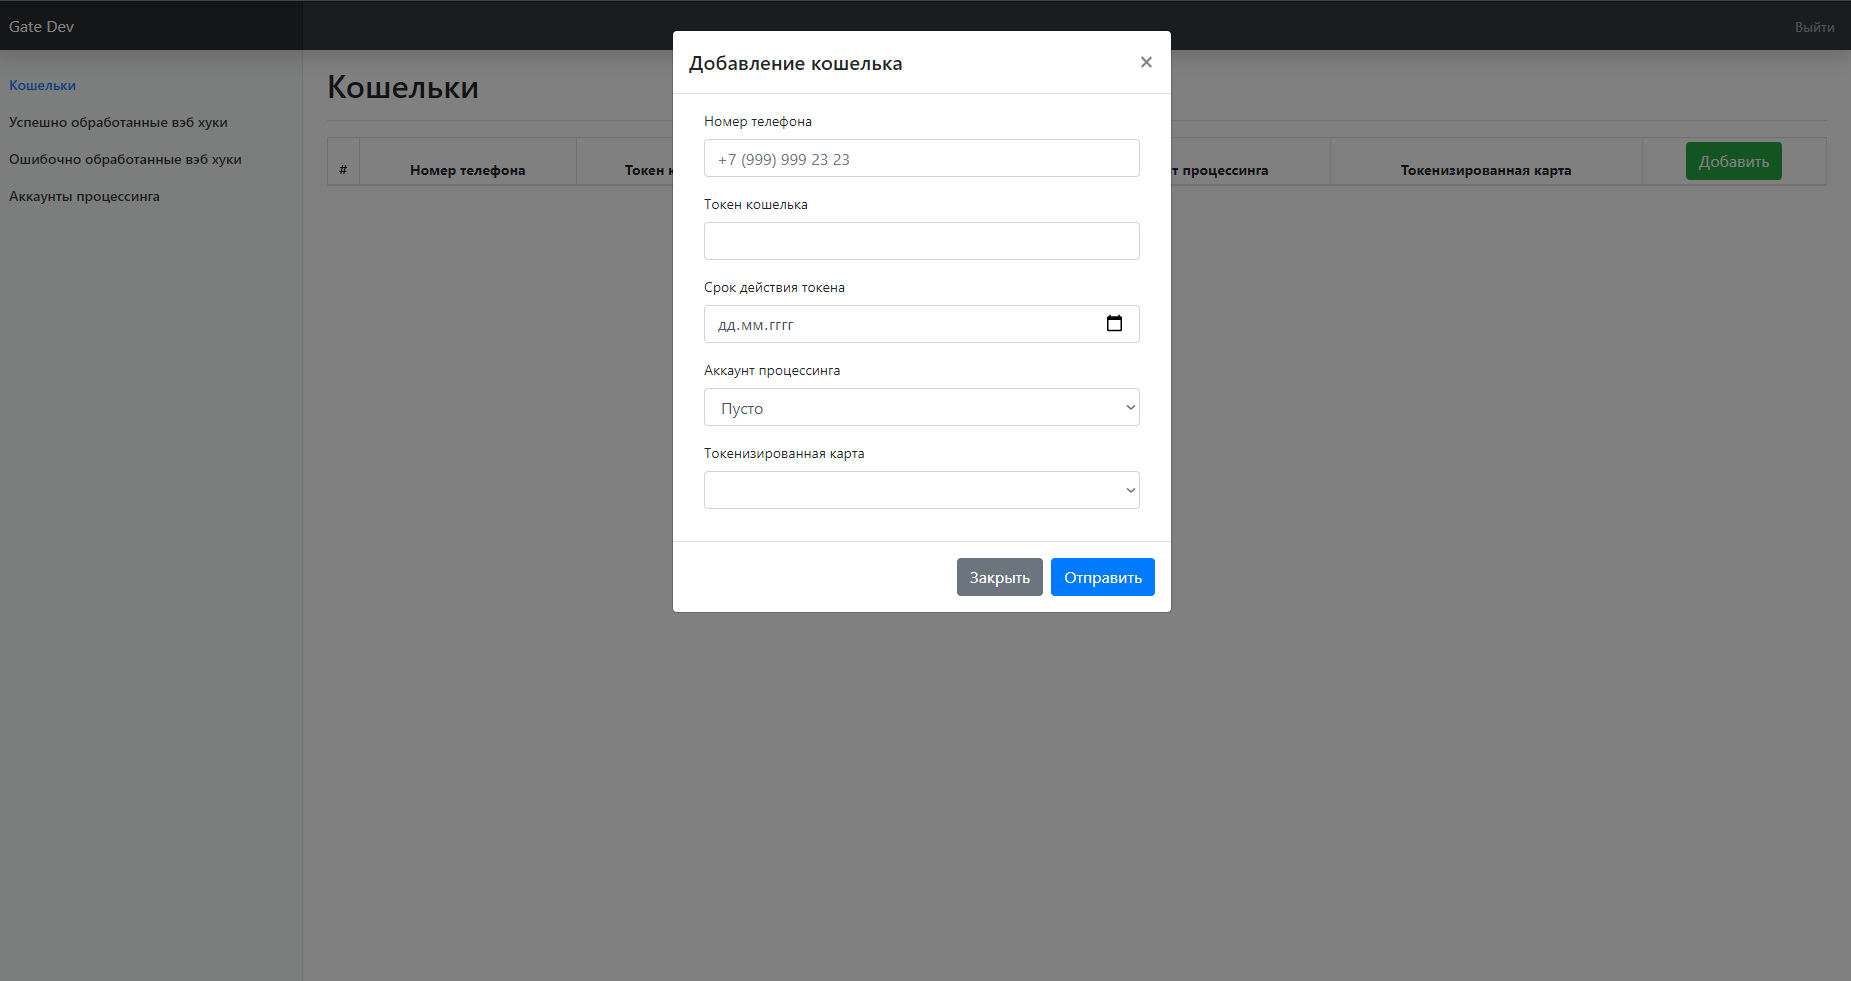 Gate Dev
Выйти
Кошельки
Успешно обработанные вэб хуки
Ошибочно обработанные вэб хуки
Аккаунты процессинга
Кошельки
#
Номер телефона
Токен
процессинга
Токенизированная карта
Добавить
Добавление кошелька
×
Номер телефона
+7 (999) 999 23 23
Токен кошелька
Срок действия токена
дд.мм.гггг
Аккаунт процессинга
Пусто
Токенизированная карта
Закрыть
Отправить